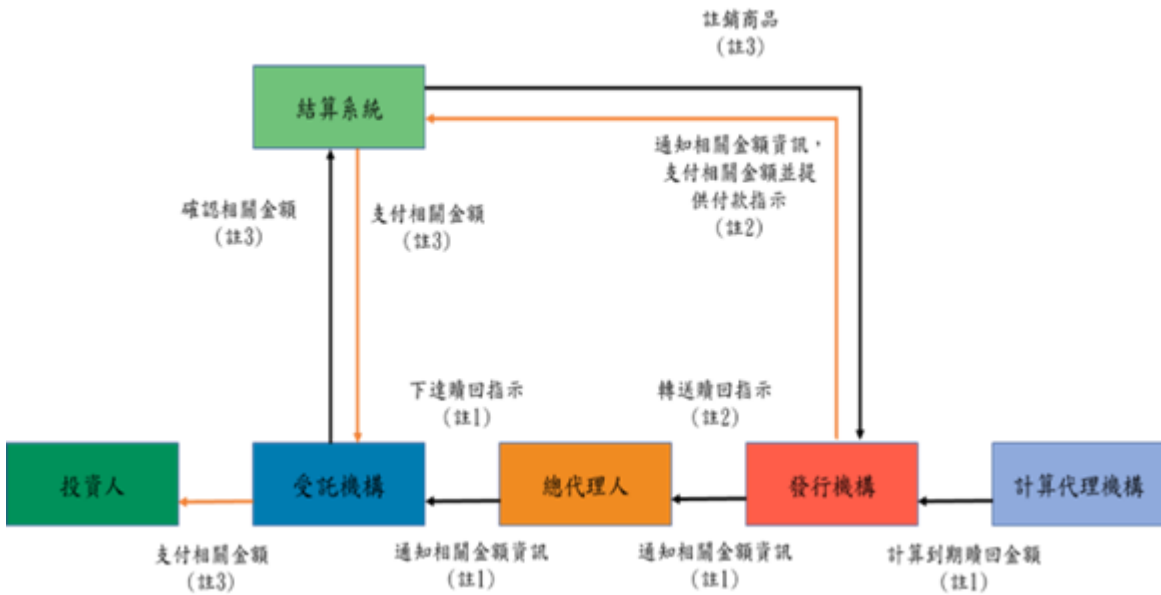 註銷商品
(註3)
結算系統
通知相關金額資訊，
支付相關金額並提
供付款指示
(註2)
確認相關金額
(註3)
支付相關金額
(註3)
下達贖回指示
(註1)
轉送贖回指示
(註2)
投資人
受託機構
總代理人
發行機構
計算代理機構
支付相關金額
(註3)
通知相關金額資訊
(註1)
通知相關金額資訊
(註1)
計算到期贖回金額
(註1)